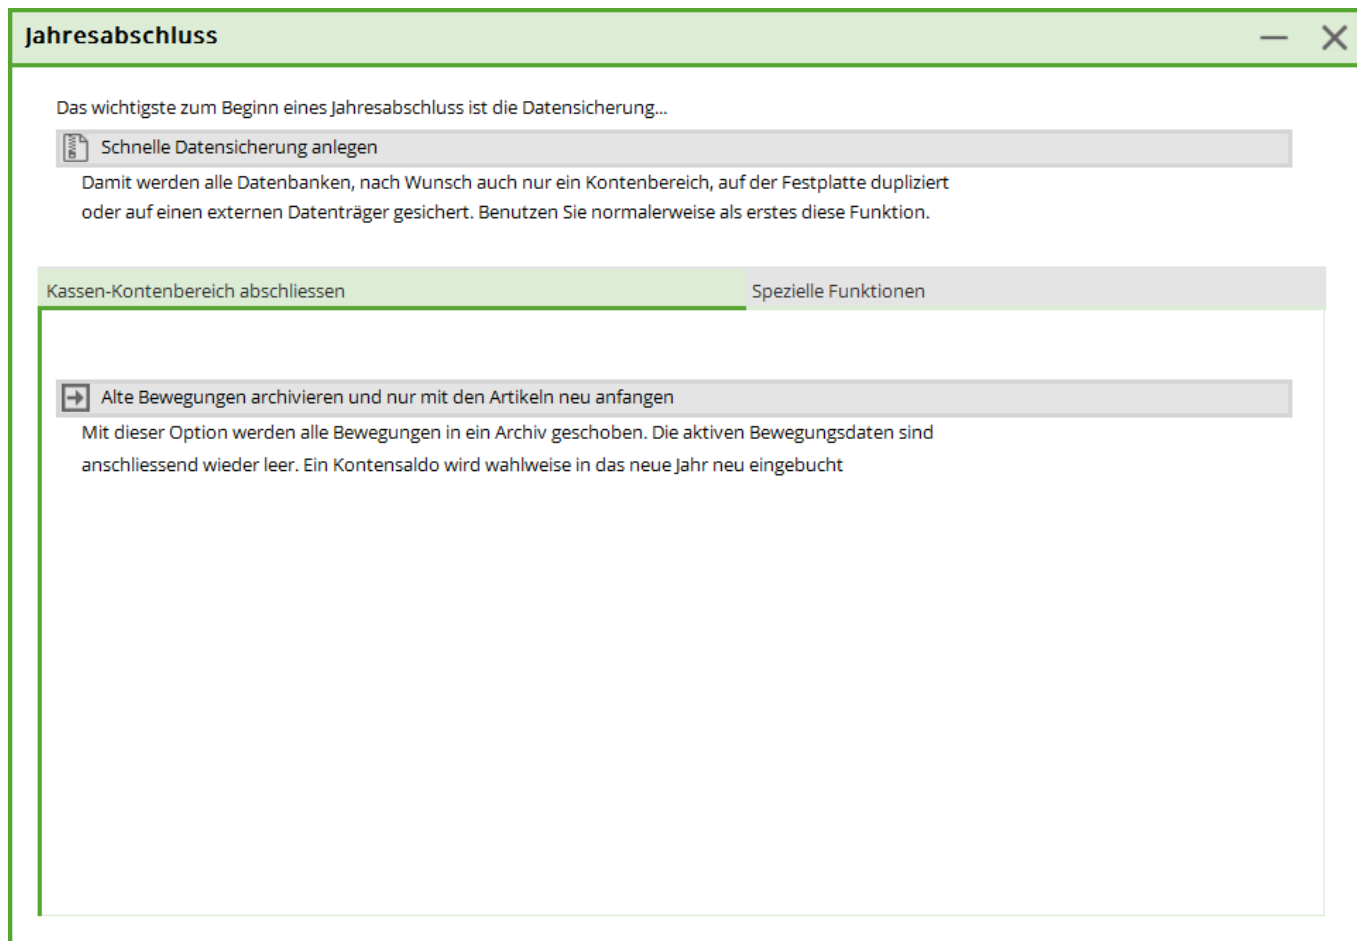 Jahresabschluss
Das wichtigste zum Beginn eines Jahresabschluss ist die Datensicherung...
Schnelle Datensicherung anlegen
Damit werden alle Datenbanken, nach Wunsch auch nur ein Kontenbereich, auf der Festplatte dupliziert
oder auf einen externen Datenträger gesichert. Benutzen Sie normalerweise als erstes diese Funktion.
Kassen-Kontenbereich abschliessen
Spezielle Funktionen
Alte Bewegungen archivieren und nur mit den Artikeln neu anfangen
Mit dieser Option werden alle Bewegungen in ein Archiv geschoben. Die aktiven Bewegungsdaten sind
anschliessend wieder leer. Ein Kontensaldo wird wahlweise in das neue Jahr neu eingebucht